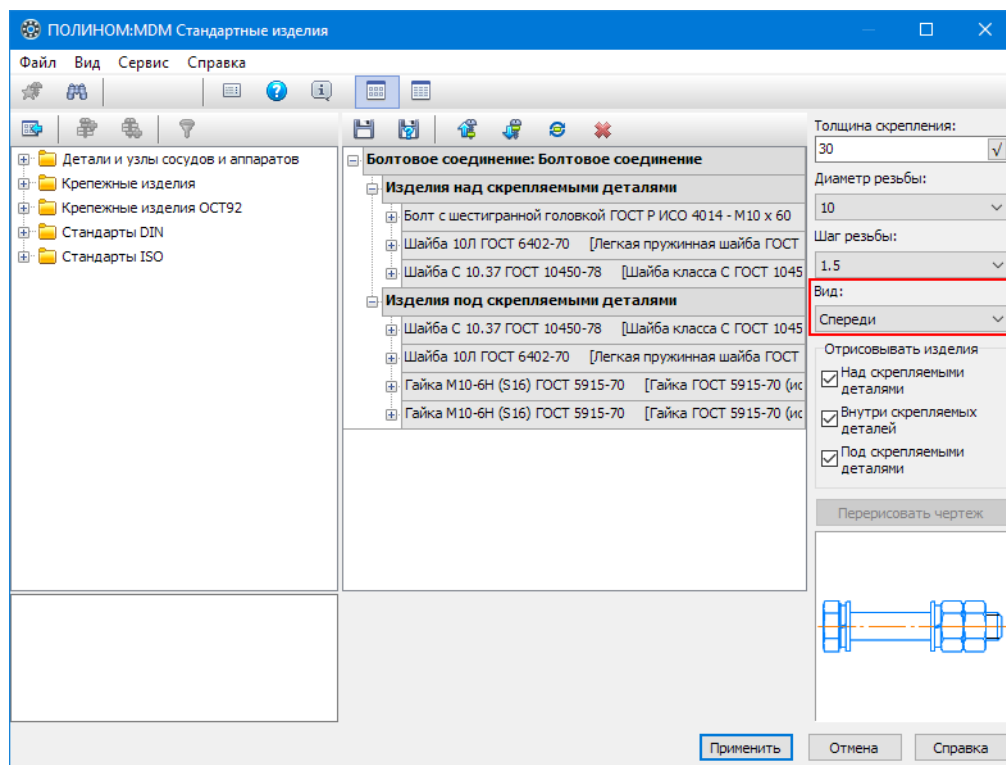 ПОЛИНОМ:MDM Стандартные изделия
Файл Вид Сервис Справка
Детали и узлы сосудов и аппаратов
Крепежные изделия
Крепежные изделия ОСТ92
Стандарты DIN
Стандарты ISO
Болтовое соединение: Болтовое соединение
Изделия над скрепляемыми деталями
Болт с шестигранной головкой ГОСТ Р ИСО 4014 - М10 x 60
Шайба 10Л ГОСТ 6402-70 [Легкая пружинная шайба ГОСТ
Шайба C 10.37 ГОСТ 10450-78 [Шайба класса C ГОСТ 1045
Изделия под скрепляемыми деталями
Шайба C 10.37 ГОСТ 10450-78 [Шайба класса C ГОСТ 1045
Шайба 10Л ГОСТ 6402-70 [Легкая пружинная шайба ГОСТ
Гайка М10-6Н (S16) ГОСТ 5915-70 [Гайка ГОСТ 5915-70 (ис
Гайка М10-6Н (S16) ГОСТ 5915-70 [Гайка ГОСТ 5915-70 (ис
Толщина скрепления:
30
Диаметр резьбы:
10
Шаг резьбы:
1.5
Вид:
Спереди
Отрисовывать изделия
Над скрепляемыми
деталями
Внутри скрепляемых
деталей
Под скрепляемыми
деталями
Перерисовать чертеж
Применить Отмена Справка